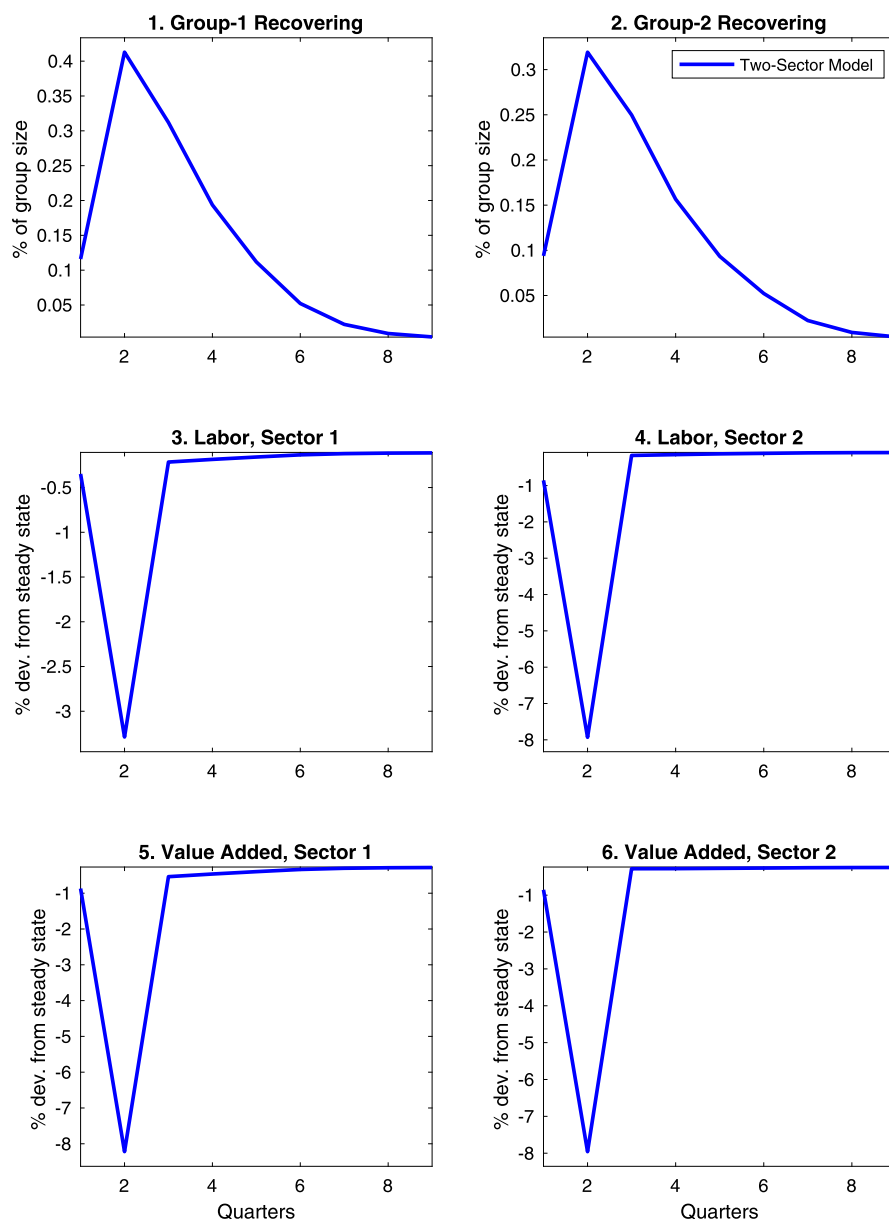 1. Group-1 Recovering
% of group size
0.4
0.35
0.3
0.25
0.2
0.15
0.1
0.05
2 4 6 8
2. Group-2 Recovering
Two-Sector Model
% of group size
0.3
0.25
0.2
0.15
0.1
0.05
2 4 6 8
3. Labor, Sector 1
% dev. from steady state
-0.5
-1
-1.5
-2
-2.5
-3
2 4 6 8
4. Labor, Sector 2
% dev. from steady state
-1
-2
-3
-4
-5
-6
-7
-8
2 4 6 8
5. Value Added, Sector 1
% dev. from steady state
-1
-2
-3
-4
-5
-6
-7
-8
2 4 6 8
Quarters
6. Value Added, Sector 2
% dev. from steady state
-1
-2
-3
-4
-5
-6
-7
-8
2 4 6 8
Quarters